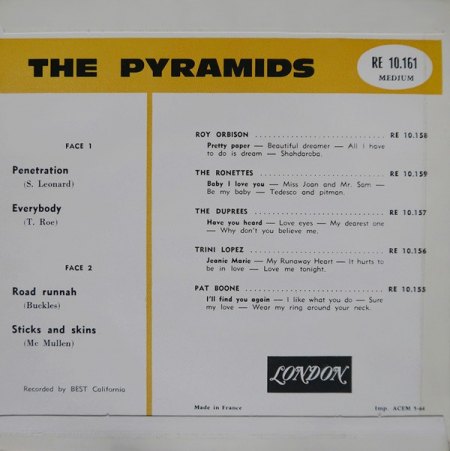 THE PYRAMIDS
RE 10.161
MEDIUM
FACE 1
Penetration
(S. Leonard)
Everybody
(T. Roe)
FACE 2
Road runnah
(Buckles)
Sticks and skins
(Mc Mullen)
Recorded by BEST California
ROY ORBISON ........................ RE 10.158
Pretty paper — Beautiful dreamer — All I have
to do is dream — Shahdaroba.
THE RONETTES ........................ RE 10.159
Baby I love you — Miss Joan and Mr. Sam —
Be my baby — Tedesco and pitman.
THE DUPREES ........................ RE 10.157
Have you heard — Love eyes — My dearest one
— Why don't you believe me.
TRINI LOPEZ ........................ RE 10.156
Jeanie Marie — My Runaway Heart — It hurts to
be in love — Love me tonight.
PAT BOONE ........................ RE 10.155
I'll find you again — I like what you do — Sure
my love — Wear my ring around your neck.
LONDON
Made in France
Imp. ACEM 5-64